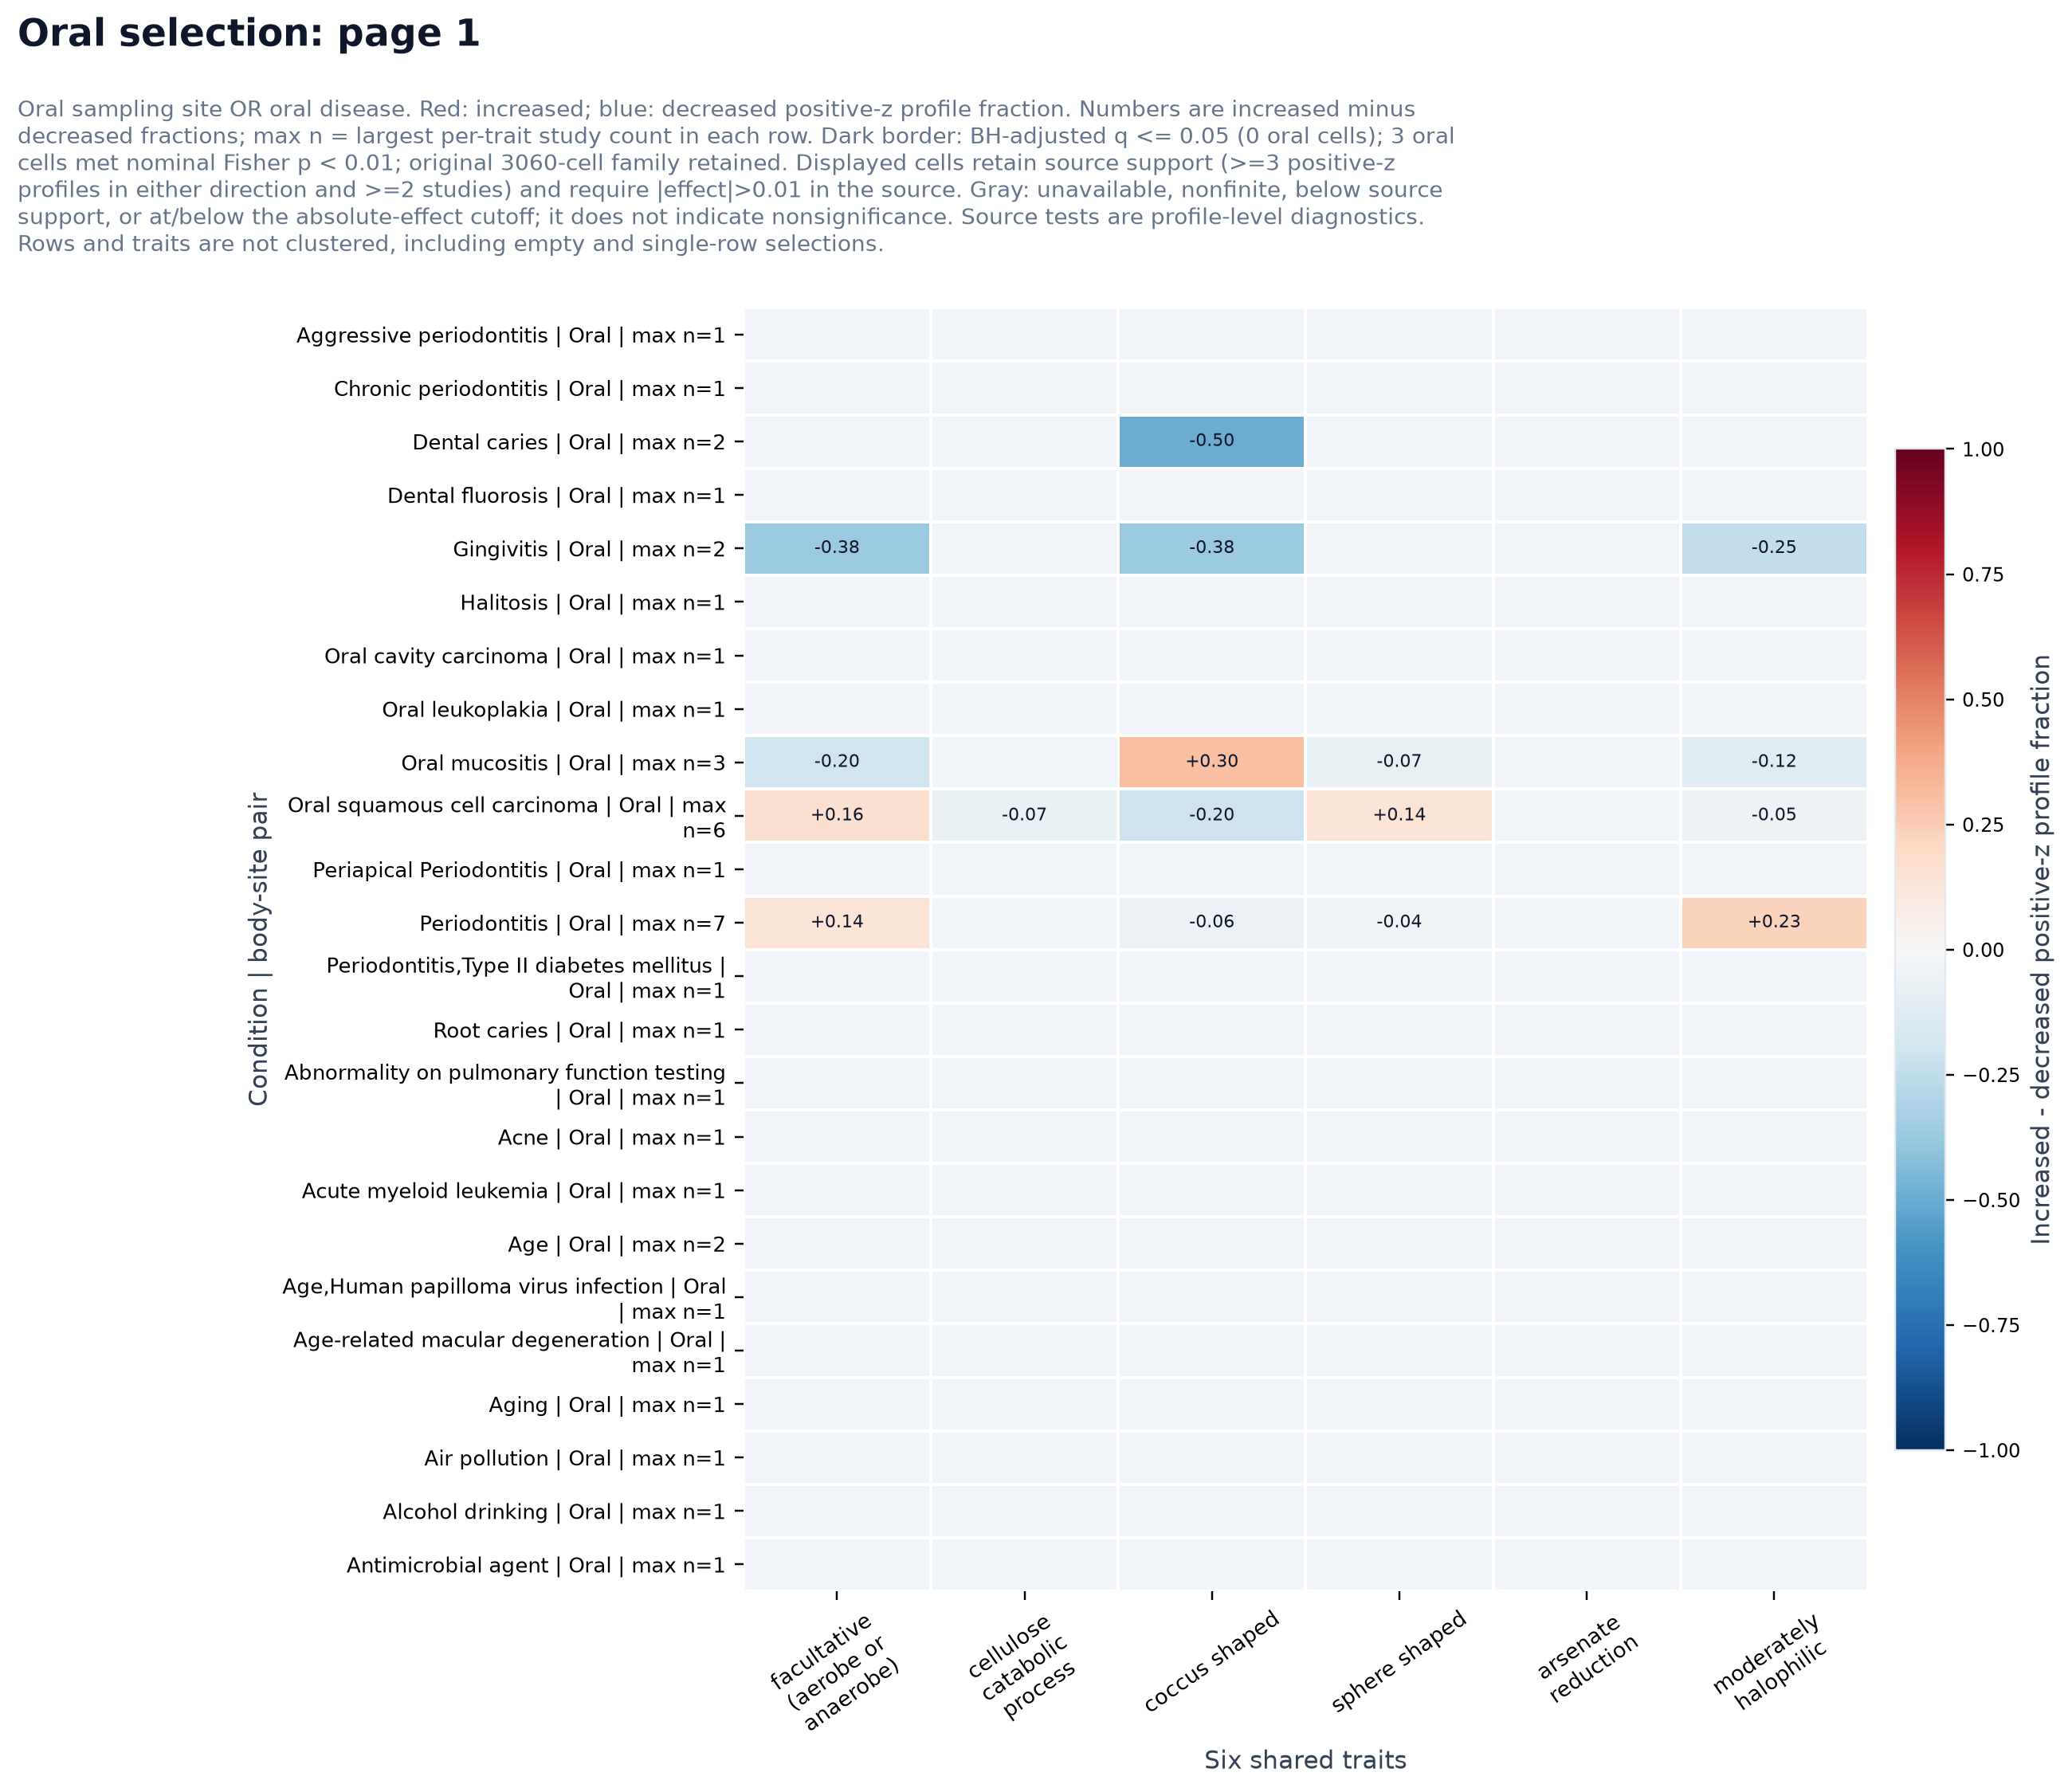 Oral selection: page 1
Oral sampling site OR oral disease. Red: increased; blue: decreased positive-z profile fraction. Numbers are increased minus
decreased fractions; max n = largest per-trait study count in each row. Dark border: BH-adjusted q <= 0.05 (0 oral cells); 3 oral
cells met nominal Fisher p < 0.01; original 3060-cell family retained. Displayed cells retain source support (>=3 positive-z
profiles in either direction and >=2 studies) and require |effect|>0.01 in the source. Gray: unavailable, nonfinite, below source
support, or at/below the absolute-effect cutoff; it does not indicate nonsignificance. Source tests are profile-level diagnostics.
Rows and traits are not clustered, including empty and single-row selections.
Condition | body-site pair
Aggressive periodontitis | Oral | max n=1
Chronic periodontitis | Oral | max n=1
Dental caries | Oral | max n=2
-0.50
Dental fluorosis | Oral | max n=1
Gingivitis | Oral | max n=2
-0.38
-0.38
-0.25
Halitosis | Oral | max n=1
Oral cavity carcinoma | Oral | max n=1
Oral leukoplakia | Oral | max n=1
Oral mucositis | Oral | max n=3
-0.20
+0.30
-0.07
-0.12
Oral squamous cell carcinoma | Oral | max
n=6
+0.16
-0.07
-0.20
+0.14
-0.05
Periapical Periodontitis | Oral | max n=1
Periodontitis | Oral | max n=7
+0.14
-0.06
-0.04
+0.23
Periodontitis,Type II diabetes mellitus |
Oral | max n=1
Root caries | Oral | max n=1
Abnormality on pulmonary function testing
| Oral | max n=1
Acne | Oral | max n=1
Acute myeloid leukemia | Oral | max n=1
Age | Oral | max n=2
Age,Human papilloma virus infection | Oral
| max n=1
Age-related macular degeneration | Oral |
max n=1
Aging | Oral | max n=1
Air pollution | Oral | max n=1
Alcohol drinking | Oral | max n=1
Antimicrobial agent | Oral | max n=1
facultative
(aerobe or
anaerobe)
cellulose
catabolic
process
coccus shaped
sphere shaped
arsenate
reduction
moderately
halophilic
Six shared traits
1.00
0.75
0.50
0.25
0.00
−0.25
−0.50
−0.75
−1.00
Increased - decreased positive-z profile fraction